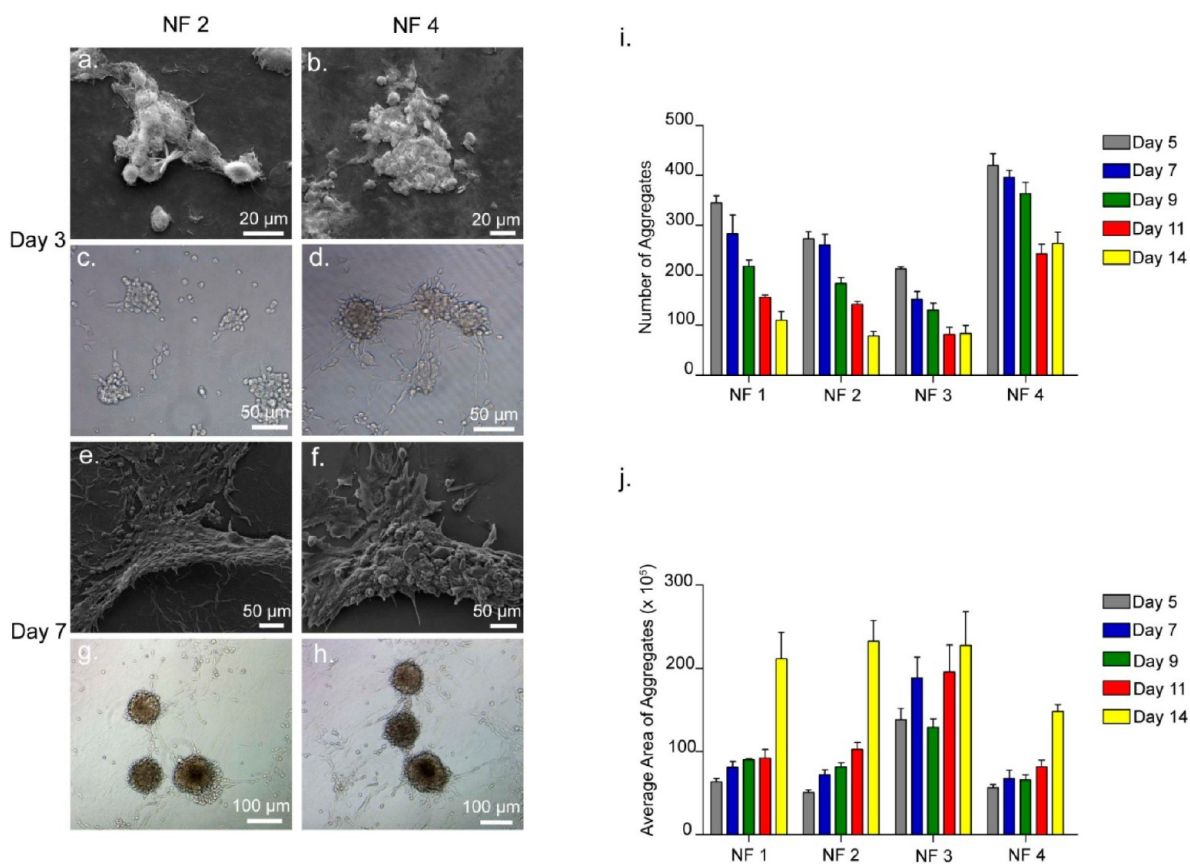 NF 2
NF 4
Day 3
a.
20 µm
b.
20 µm
c.
50 µm
d.
50 µm
Day 7
e.
50 µm
f.
50 µm
g.
100 µm
h.
100 µm
i.
Number of Aggregates
500
400
300
200
100
0
NF 1
NF 2
NF 3
NF 4
Day 5
Day 7
Day 9
Day 11
Day 14
j.
Average Area of Aggregates (x 10⁵)
300
200
100
0
NF 1
NF 2
NF 3
NF 4
Day 5
Day 7
Day 9
Day 11
Day 14